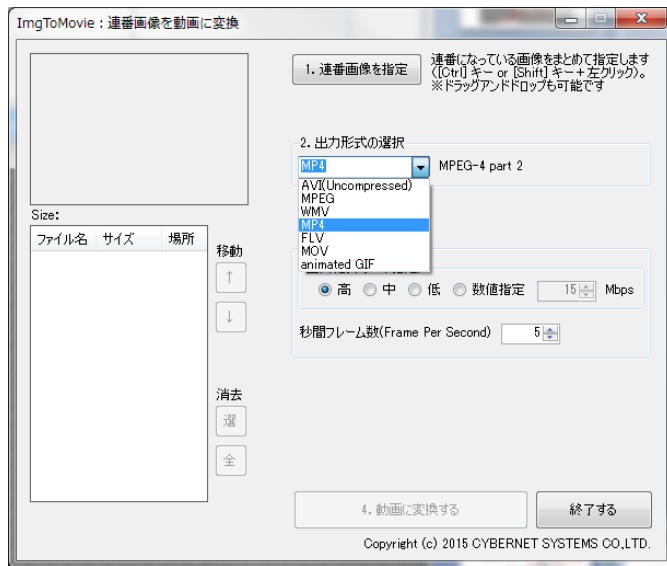 ImgToMovie：連番画像を動画に変換
1. 連番画像を指定
連番になっている画像をまとめて指定します
([Ctrl] キー or [Shift] キー＋左クリック)。
※ドラッグアンドドロップも可能です
2. 出力形式の選択
MP4
MPEG-4 part 2
AVI(Uncompressed)
MPEG
WMV
MP4
FLV
MOV
animated GIF
Size:
ファイル名 サイズ 場所
移動
↑
↓
高 中 低 数値指定 15 Mbps
秒間フレーム数(Frame Per Second) 5
消去
選
全
4. 動画に変換する
終了する
Copyright (c) 2015 CYBERNET SYSTEMS CO.,LTD.